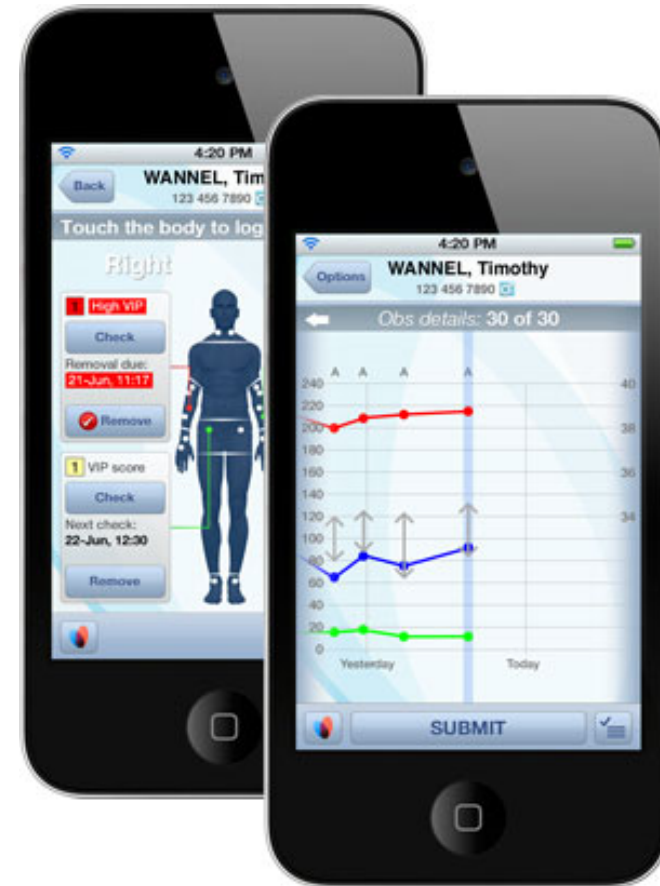 4:20 PM
Back
WANNEL, Tim
123 456 7890
Touch the body to log
Right
1 High VIP
Check
Removal due:
21-Jun, 11:17
Remove
1 VIP score
Check
Next check:
22-Jun, 12:30
Remove
4:20 PM
Options
WANNEL, Timothy
123 456 7890
Obs details: 30 of 30
A A A A
240
220
200
180
160
140
120
100
80
60
40
20
0
40
38
36
34
Yesterday Today
SUBMIT